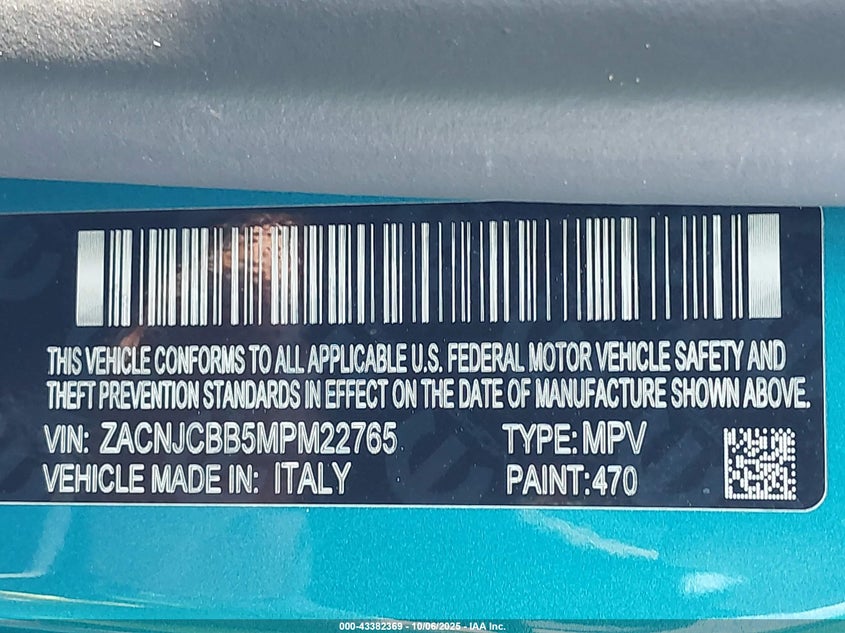 THIS VEHICLE CONFORMS TO ALL APPLICABLE U.S. FEDERAL MOTOR VEHICLE SAFETY AND
THEFT PREVENTION STANDARDS IN EFFECT ON THE DATE OF MANUFACTURE SHOWN ABOVE.
VIN: ZACNJCBB5MPM22765 TYPE: MPV
VEHICLE MADE IN: ITALY PAINT:470
000-43382369 - 10/06/2025 - IAA Inc.